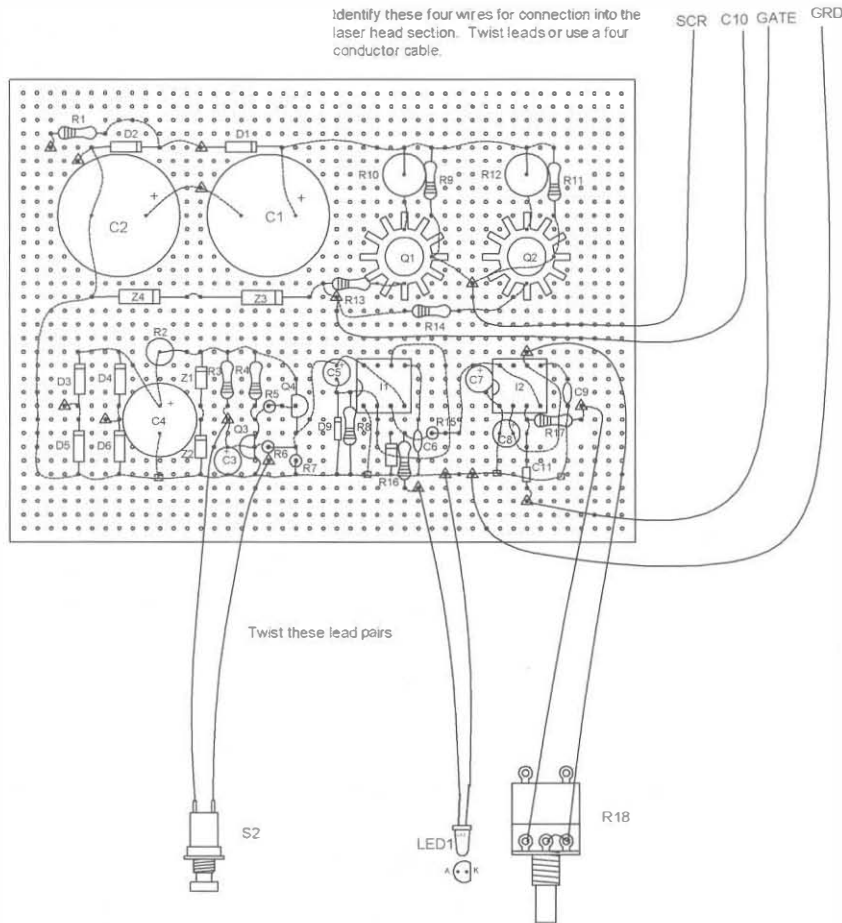 Identify these four wires for connection into the
laser head section. Twist leads or use a four
conductor cable.
SCR C10 GATE GRD
R1
D2 D1
R10 R9 R12 R11
C2 C1
Q1 Q2
Z4 Z3 R13
R14
R2
D3 D4 Z1 R3 R4 R5 Q4 C5 I1 C7 I2 C9
C4 Q3 D9 R8 R15 R17
D5 D6 Z2 C3 R6 R7 C6 C8
R16 C11
Twist these lead pairs
S2
LED1
R18
A K